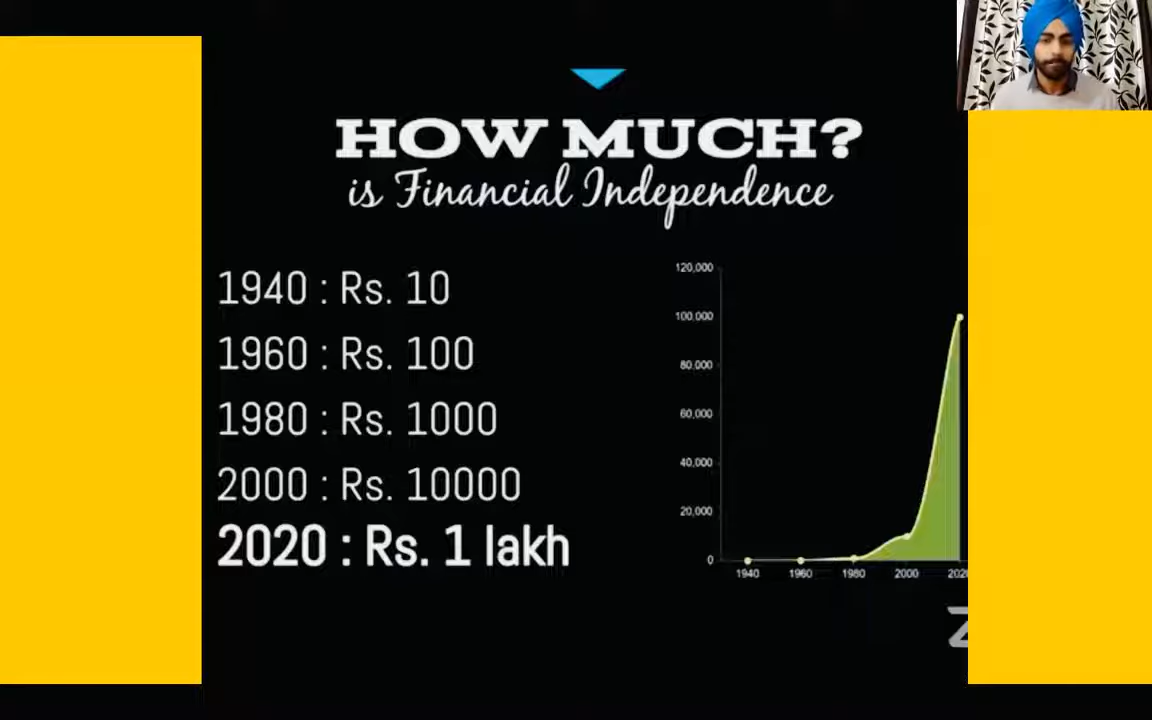 HOW MUCH?
is Financial Independence
1940 : Rs. 10
1960 : Rs. 100
1980 : Rs. 1000
2000 : Rs. 10000
2020 : Rs. 1 lakh
120,000
100,000
80,000
60,000
40,000
20,000
0
1940 1960 1980 2000 2020
Z